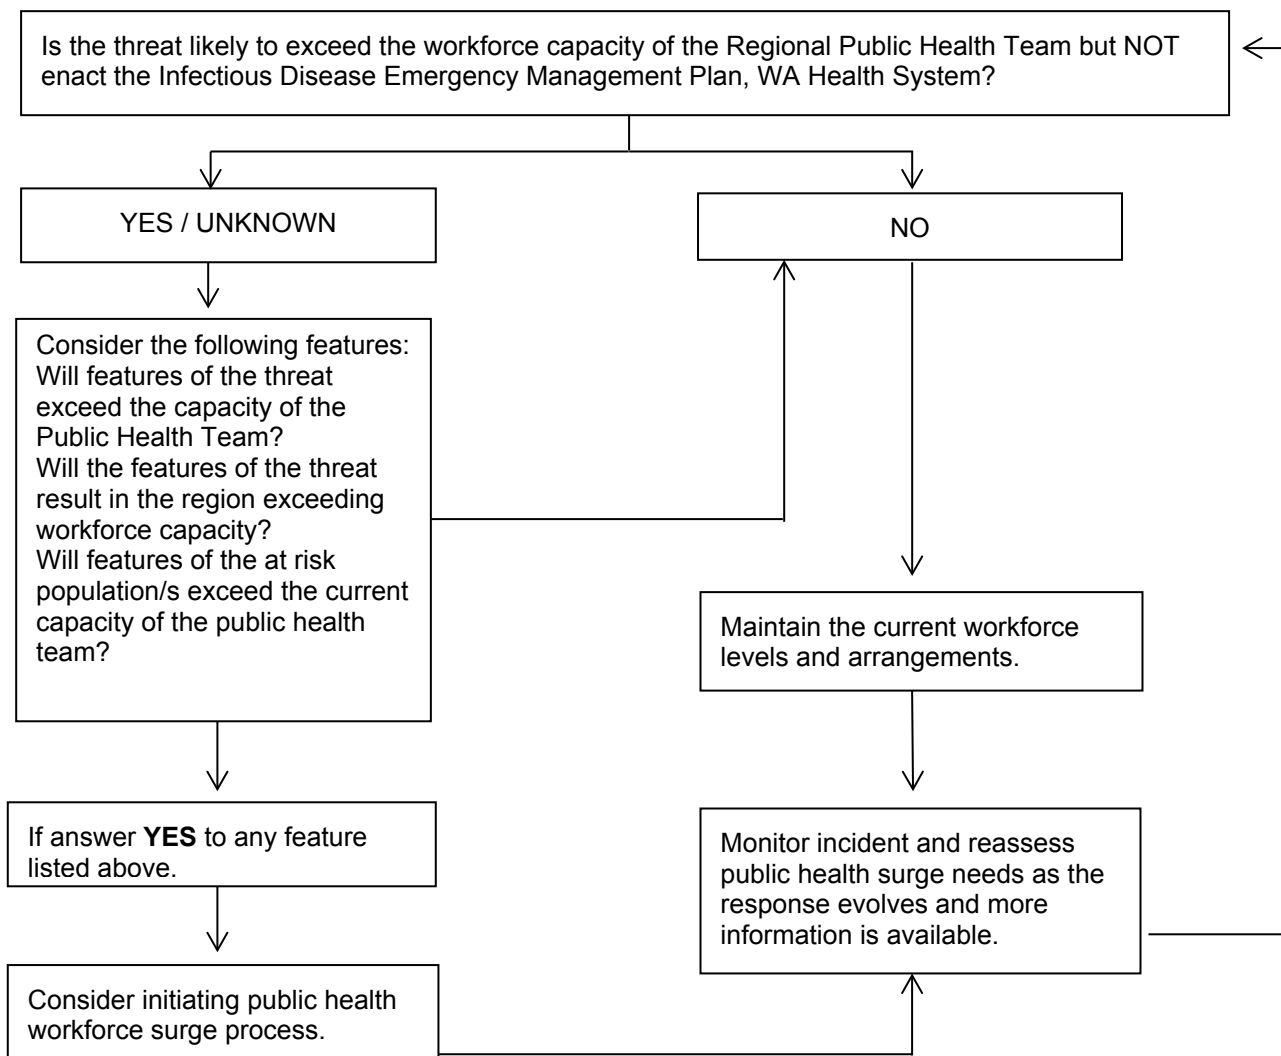 Is the threat likely to exceed the workforce capacity of the Regional Public Health Team but NOT
enact the Infectious Disease Emergency Management Plan, WA Health System?
YES / UNKNOWN
NO
Consider the following features:
Will features of the threat
exceed the capacity of the
Public Health Team?
Will the features of the threat
result in the region exceeding
workforce capacity?
Will features of the at risk
population/s exceed the current
capacity of the public health
team?
Maintain the current workforce
levels and arrangements.
If answer YES to any feature
listed above.
Monitor incident and reassess
public health surge needs as the
response evolves and more
information is available.
Consider initiating public health
workforce surge process.